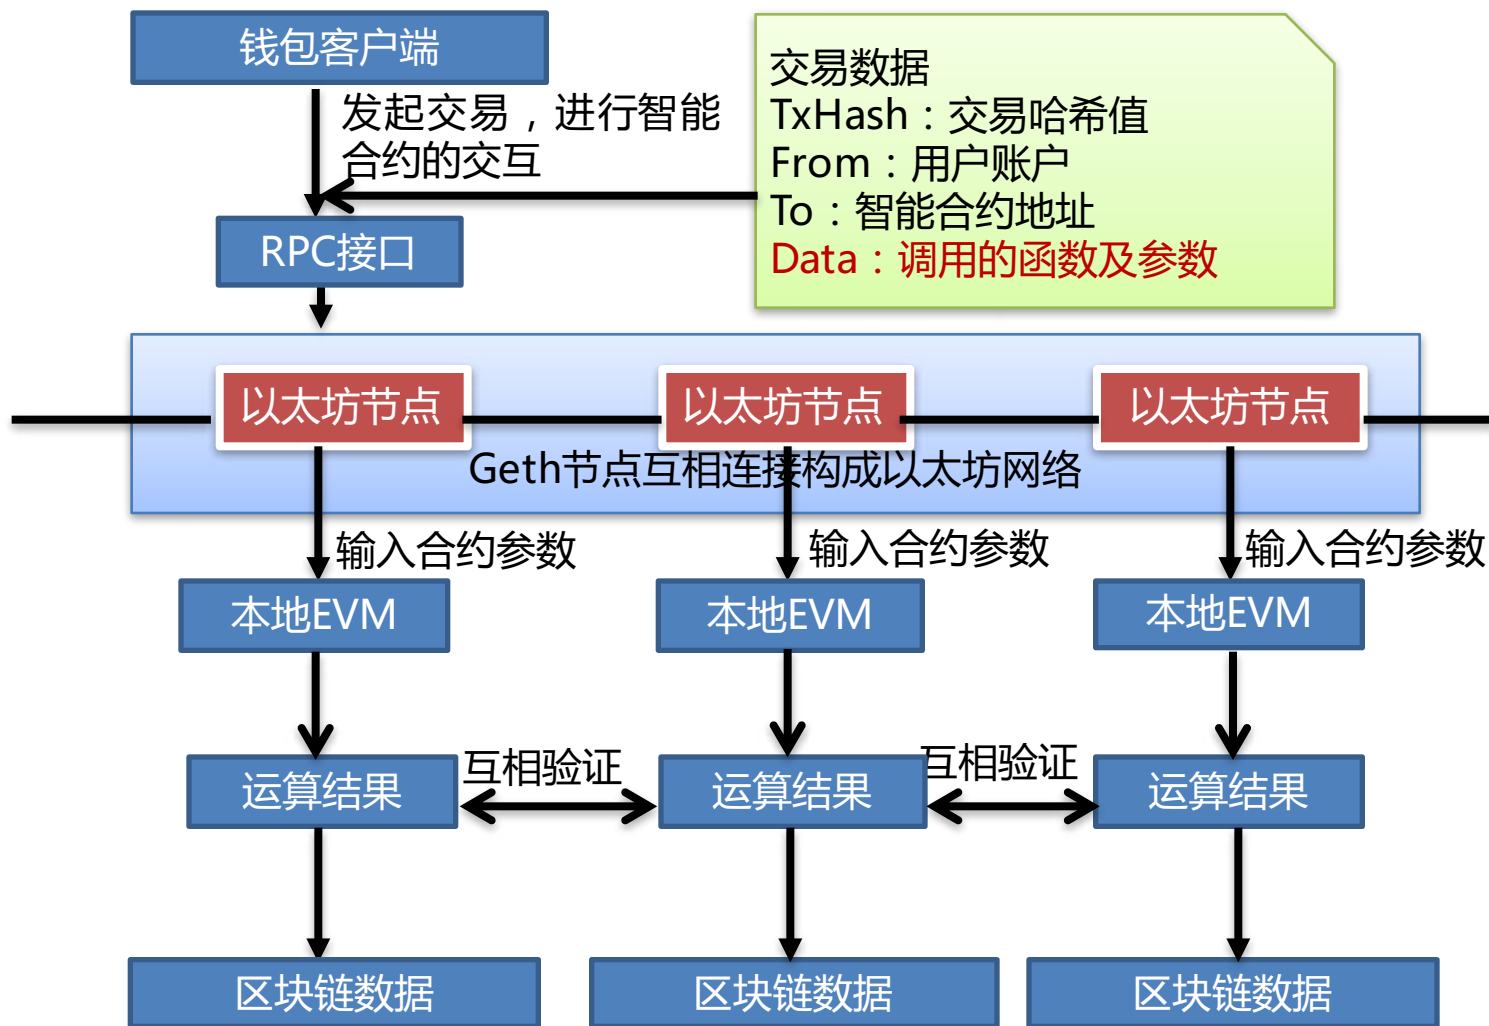 钱包客户端
发起交易，进行智能
合约的交互
交易数据
TxHash：交易哈希值
From：用户账户
To：智能合约地址
Data：调用的函数及参数
RPC接口
以太坊节点
以太坊节点
以太坊节点
Geth节点互相连接构成以太坊网络
输入合约参数
输入合约参数
输入合约参数
本地EVM
本地EVM
本地EVM
互相验证
互相验证
运算结果
运算结果
运算结果
区块链数据
区块链数据
区块链数据